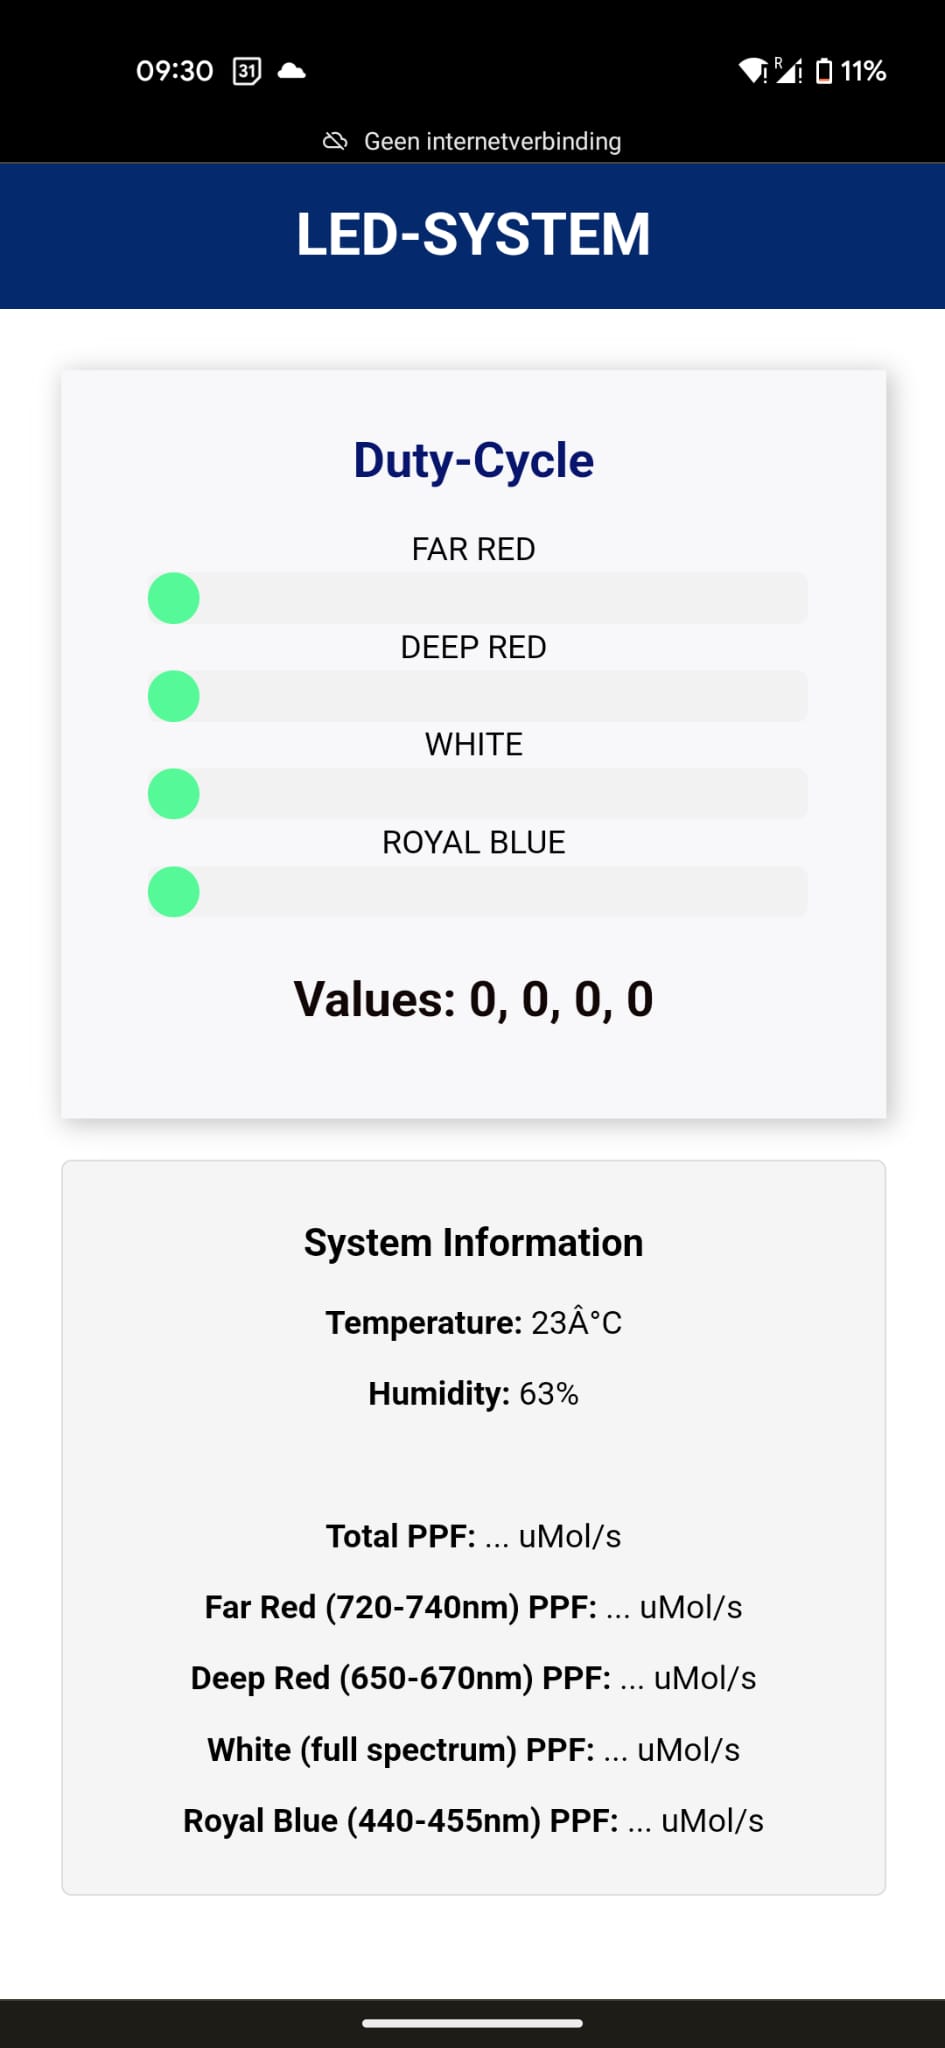 09:30 31 R 11%
Geen internetverbinding
LED-SYSTEM
Duty-Cycle
FAR RED
DEEP RED
WHITE
ROYAL BLUE
Values: 0, 0, 0, 0
System Information
Temperature: 23Â°C
Humidity: 63%
Total PPF: ... uMol/s
Far Red (720-740nm) PPF: ... uMol/s
Deep Red (650-670nm) PPF: ... uMol/s
White (full spectrum) PPF: ... uMol/s
Royal Blue (440-455nm) PPF: ... uMol/s